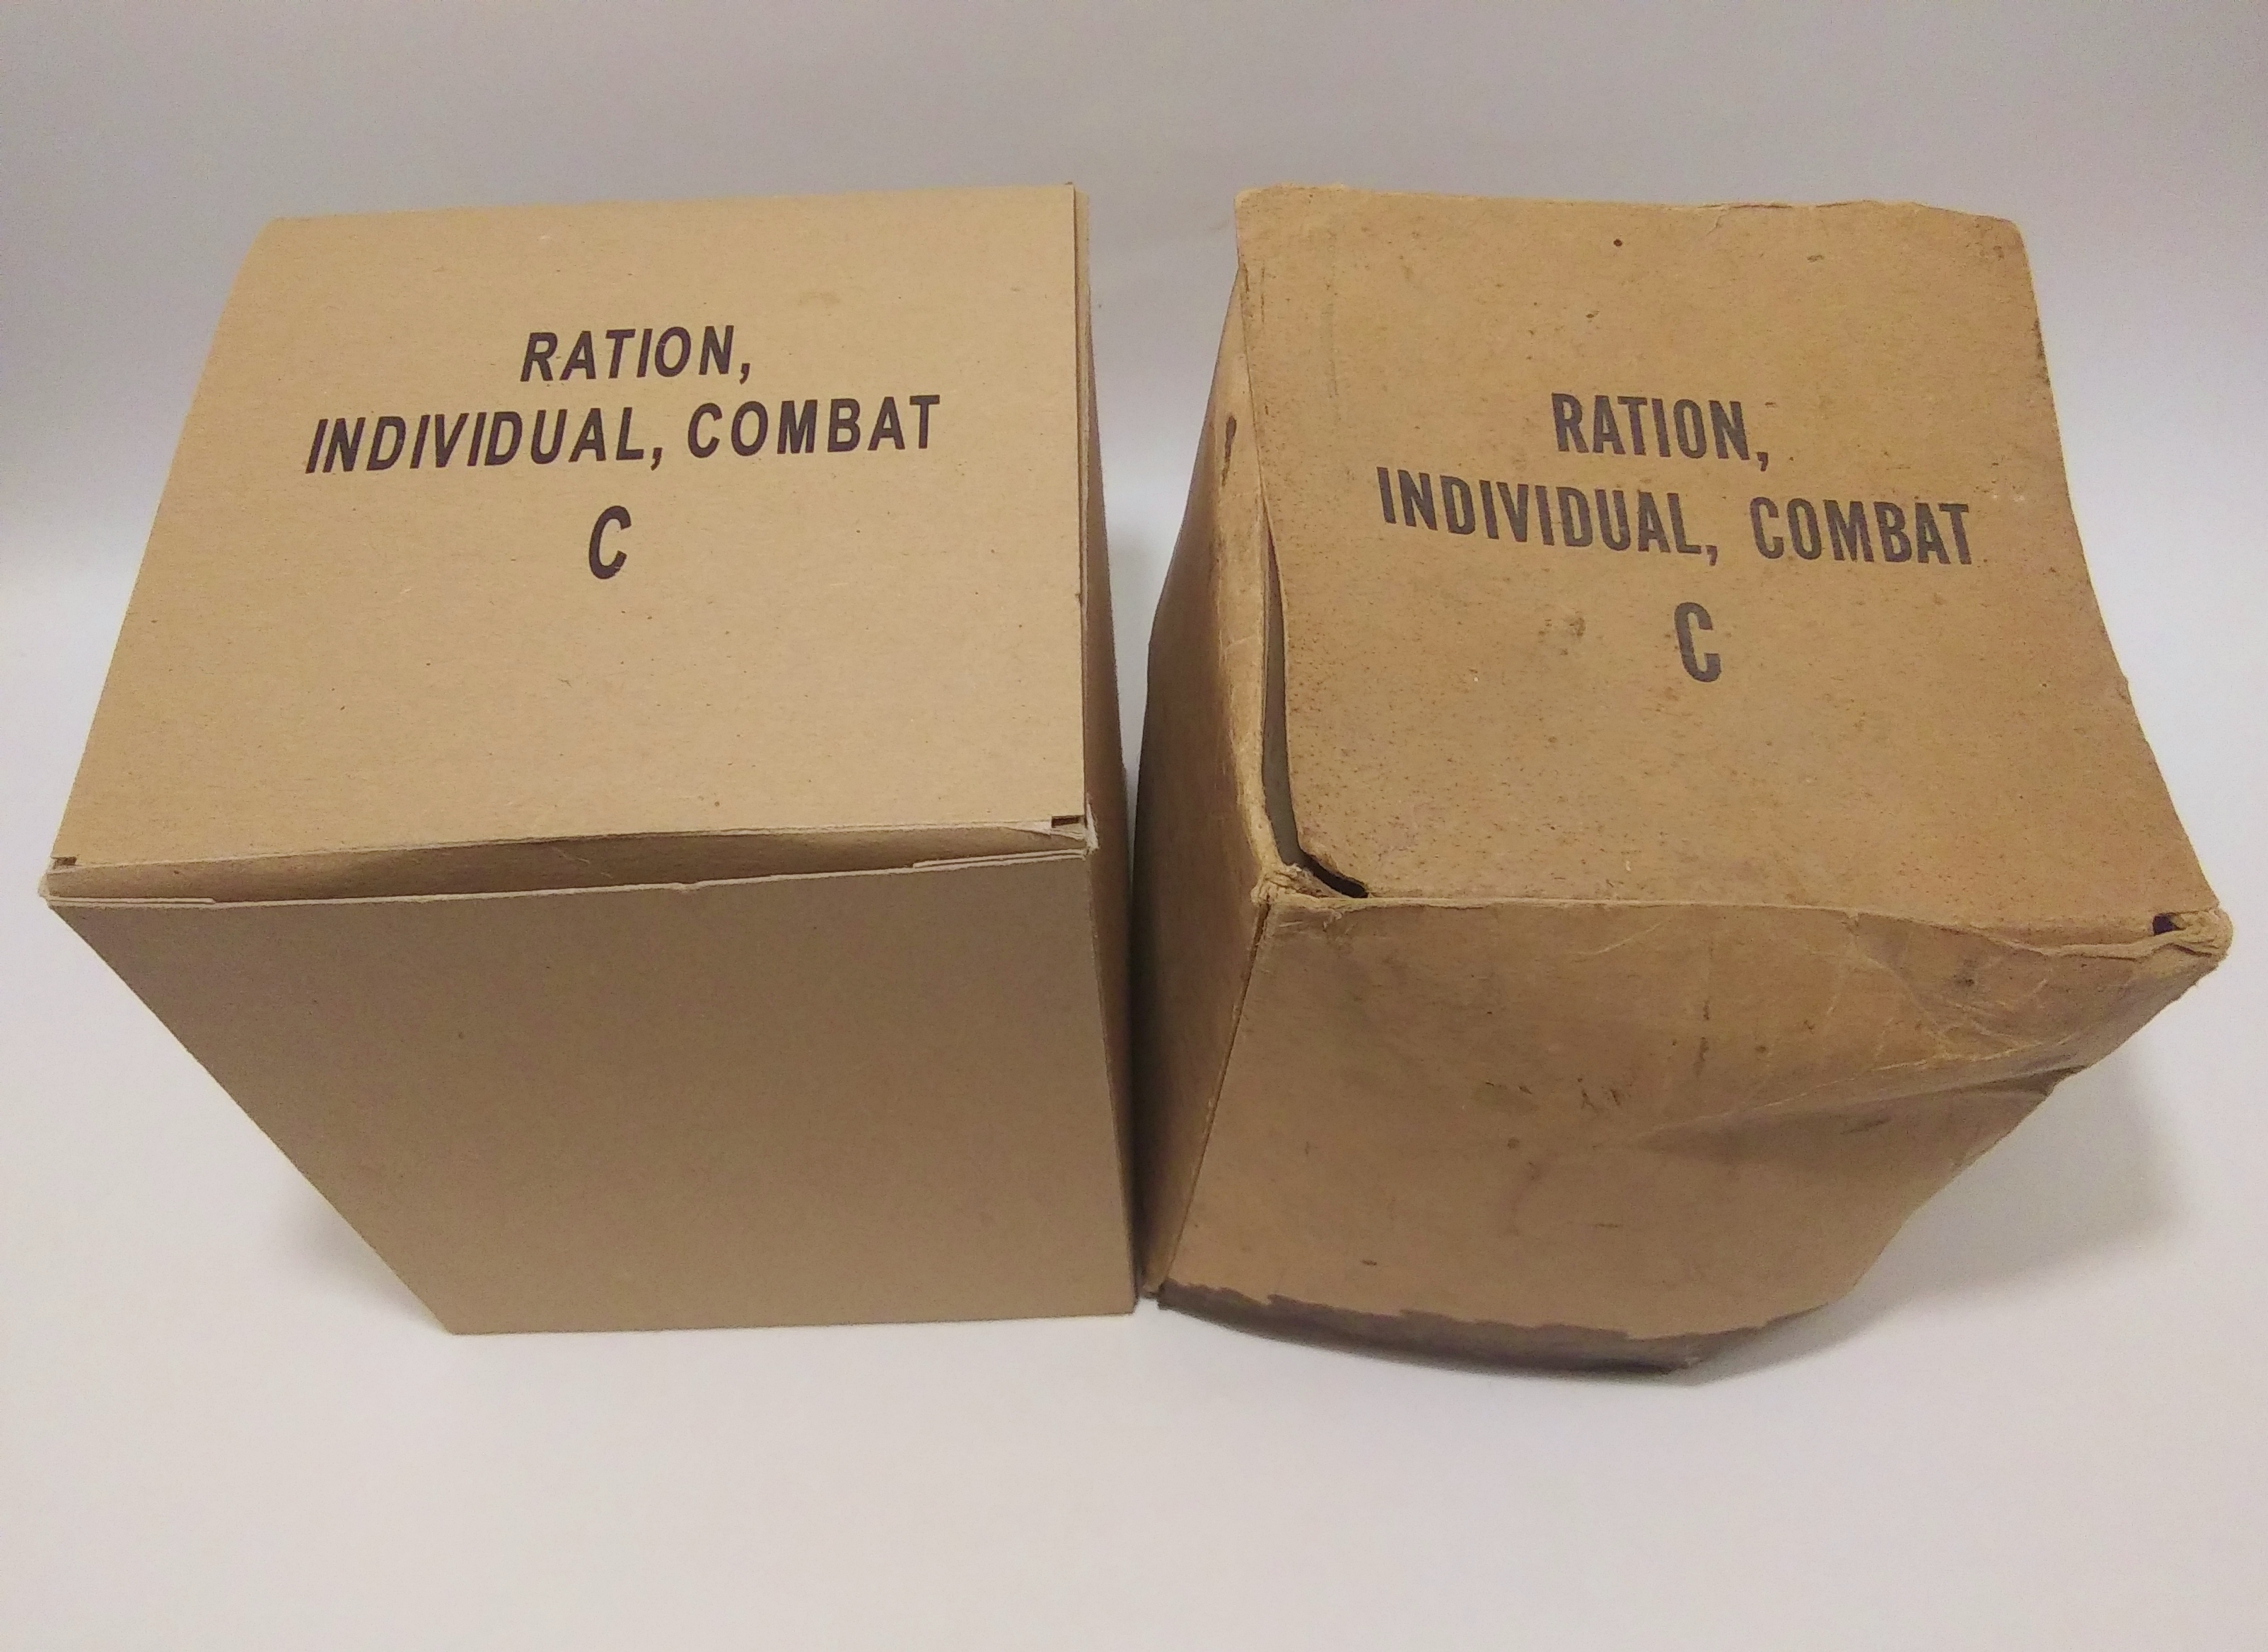 RATION,
INDIVIDUAL, COMBAT
C
RATION,
INDIVIDUAL, COMBAT
C